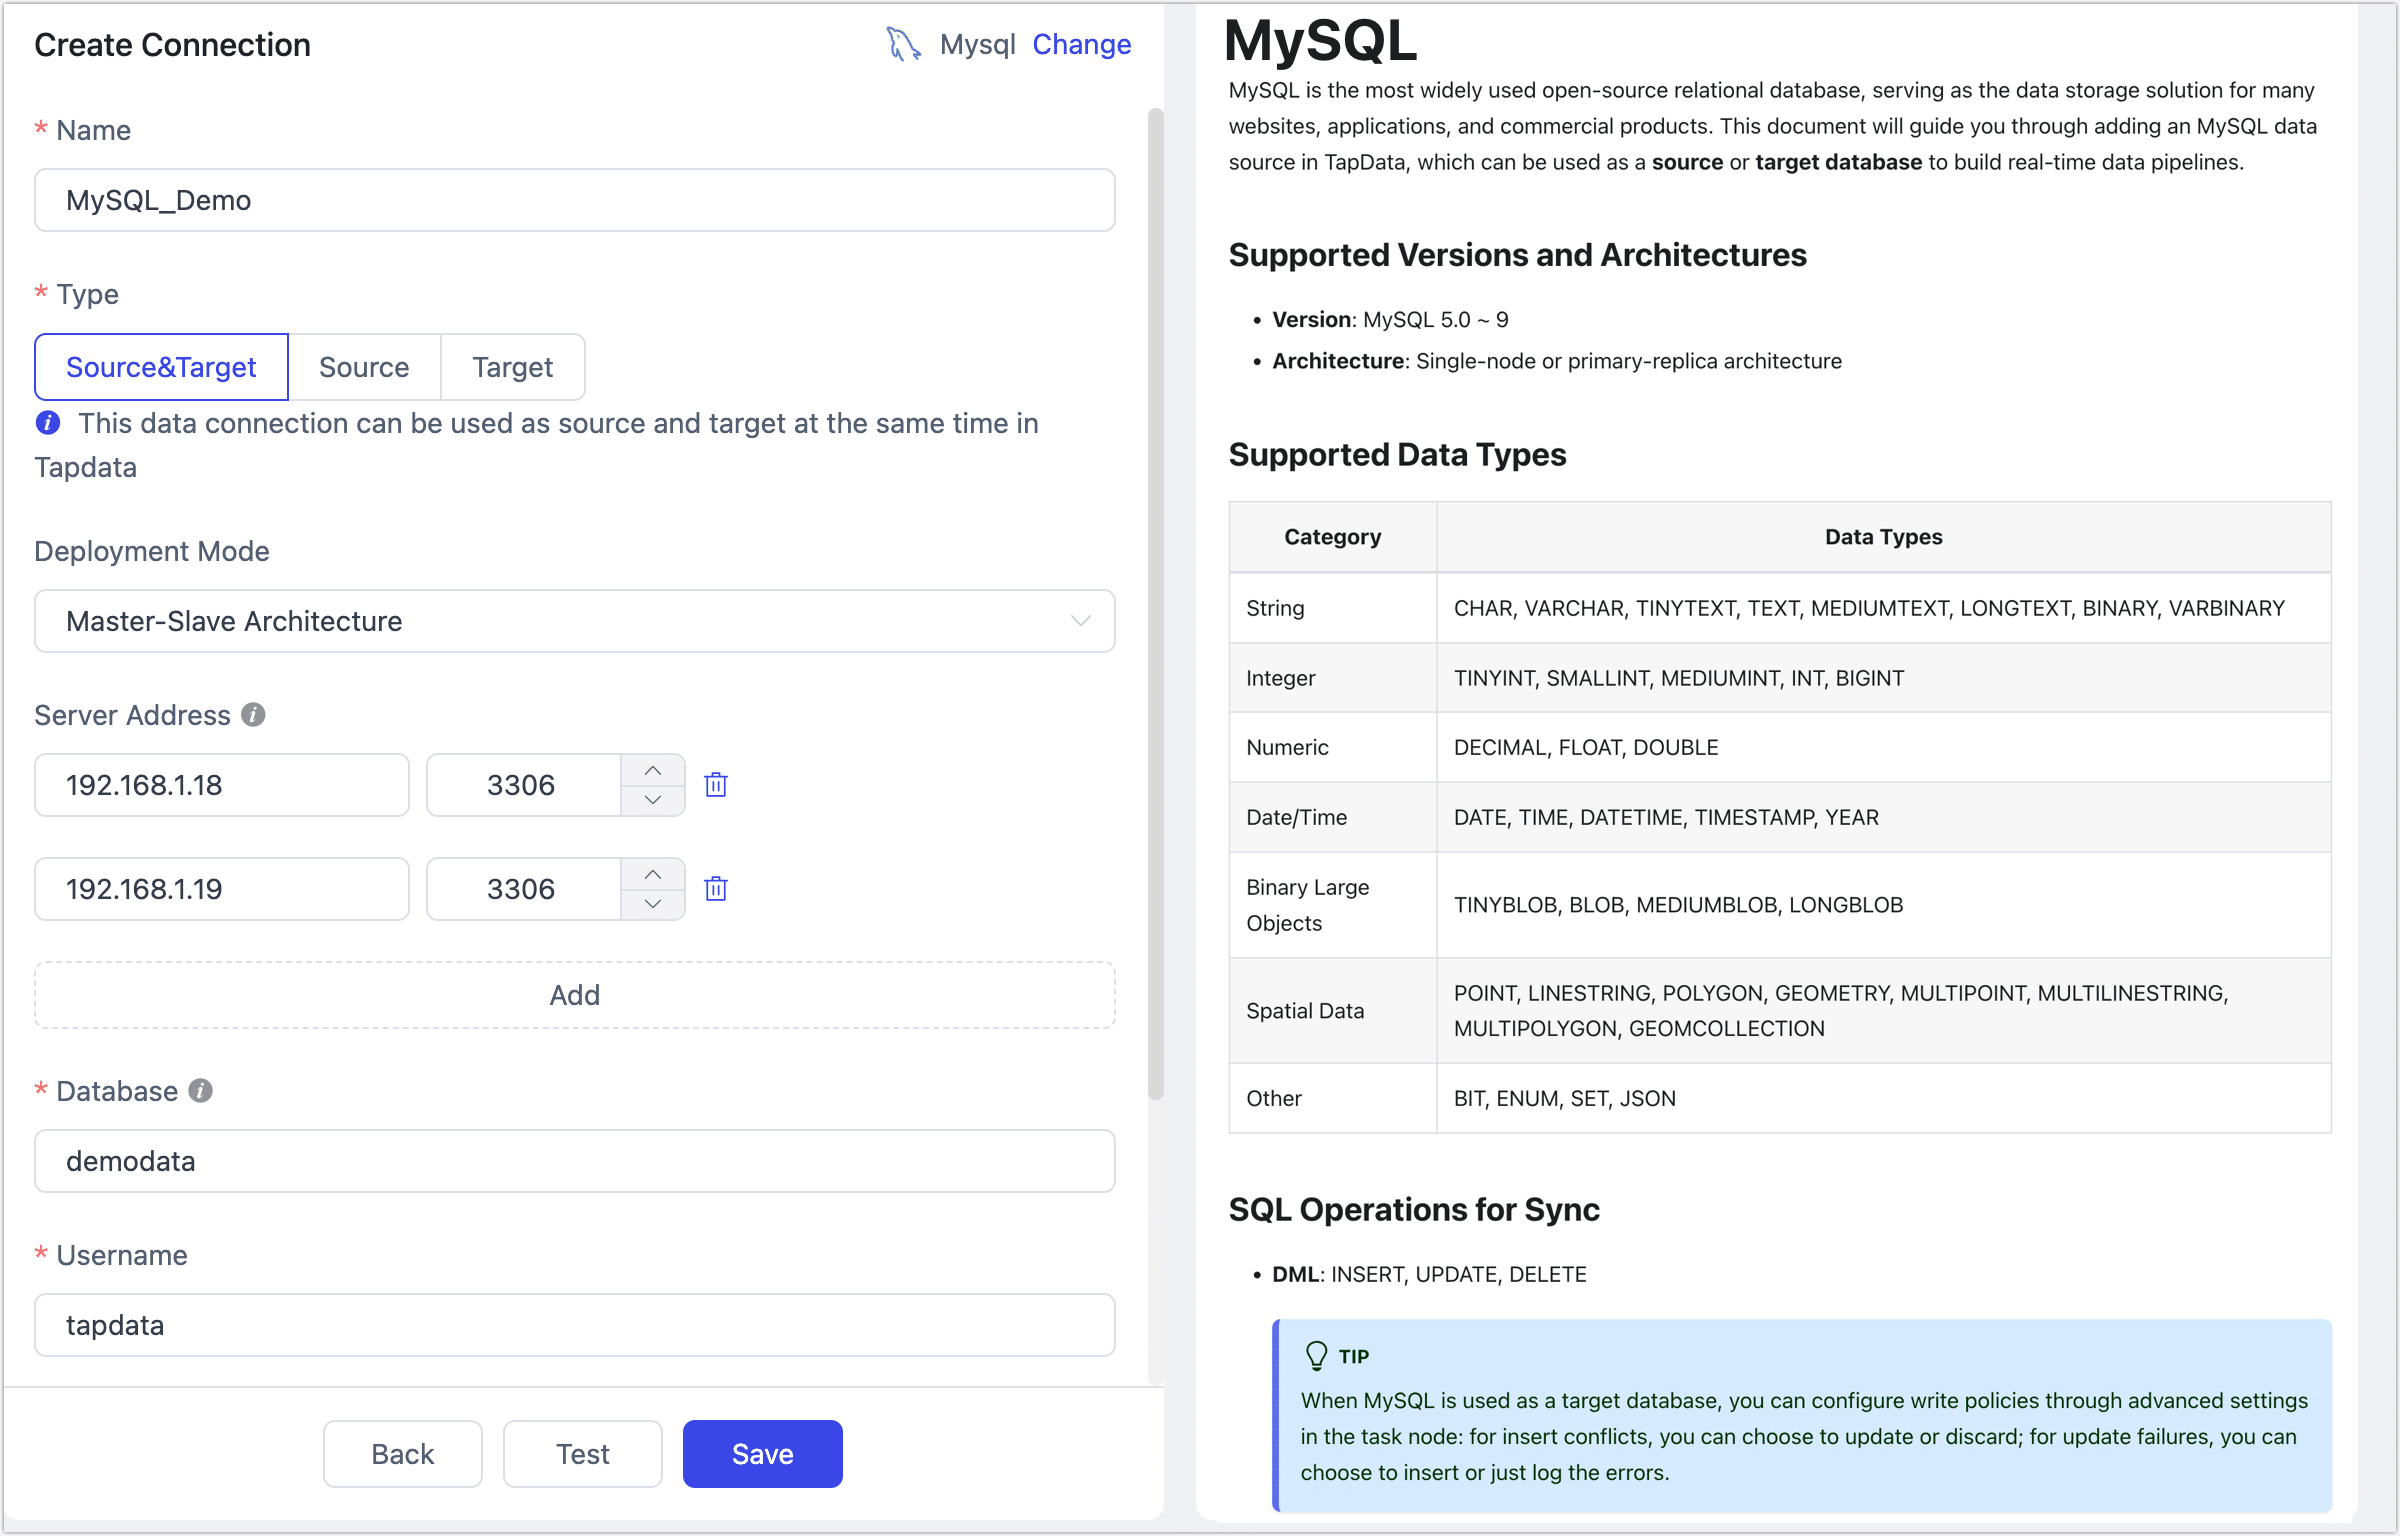 Create Connection
Mysql Change
* Name
MySQL_Demo
* Type
Source&Target Source Target
This data connection can be used as source and target at the same time in
Tapdata
Deployment Mode
Master-Slave Architecture
Server Address
192.168.1.18 3306
192.168.1.19 3306
Add
* Database
demodata
* Username
tapdata
Back Test Save
MySQL
MySQL is the most widely used open-source relational database, serving as the data storage solution for many
websites, applications, and commercial products. This document will guide you through adding an MySQL data
source in TapData, which can be used as a source or target database to build real-time data pipelines.
Supported Versions and Architectures
• Version: MySQL 5.0 ~ 9
• Architecture: Single-node or primary-replica architecture
Supported Data Types
Category Data Types
String CHAR, VARCHAR, TINYTEXT, TEXT, MEDIUMTEXT, LONGTEXT, BINARY, VARBINARY
Integer TINYINT, SMALLINT, MEDIUMINT, INT, BIGINT
Numeric DECIMAL, FLOAT, DOUBLE
Date/Time DATE, TIME, DATETIME, TIMESTAMP, YEAR
Binary Large
Objects
TINYBLOB, BLOB, MEDIUMBLOB, LONGBLOB
Spatial Data
POINT, LINESTRING, POLYGON, GEOMETRY, MULTIPOINT, MULTILINESTRING,
MULTIPOLYGON, GEOMCOLLECTION
Other BIT, ENUM, SET, JSON
SQL Operations for Sync
• DML: INSERT, UPDATE, DELETE
TIP
When MySQL is used as a target database, you can configure write policies through advanced settings
in the task node: for insert conflicts, you can choose to update or discard; for update failures, you can
choose to insert or just log the errors.